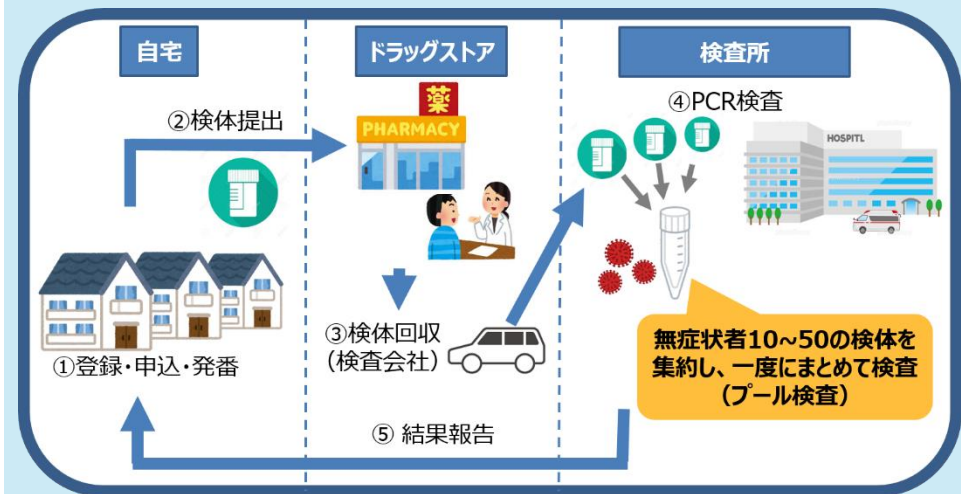 自宅
ドラッグストア
検査所
②検体提出
薬
PHARMACY
④PCR検査
HOSPITL
③検体回収
(検査会社)
①登録・申込・発番
無症状者10~50の検体を
集約し、一度にまとめて検査
(プール検査)
⑤ 結果報告